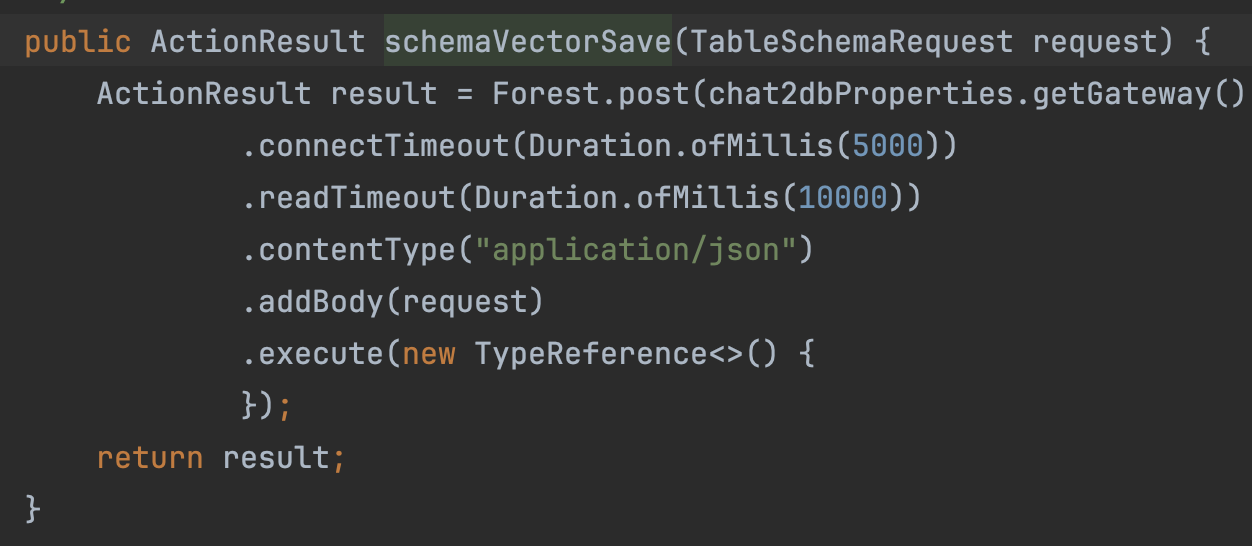 public ActionResult schemaVectorSave(TableSchemaRequest request) {
ActionResult result = Forest.post(chat2dbProperties.getGateway()
.connectTimeout(Duration.ofMillis(5000))
.readTimeout(Duration.ofMillis(10000))
.contentType("application/json")
.addBody(request)
.execute(new TypeReference<>() {
});
return result;
}